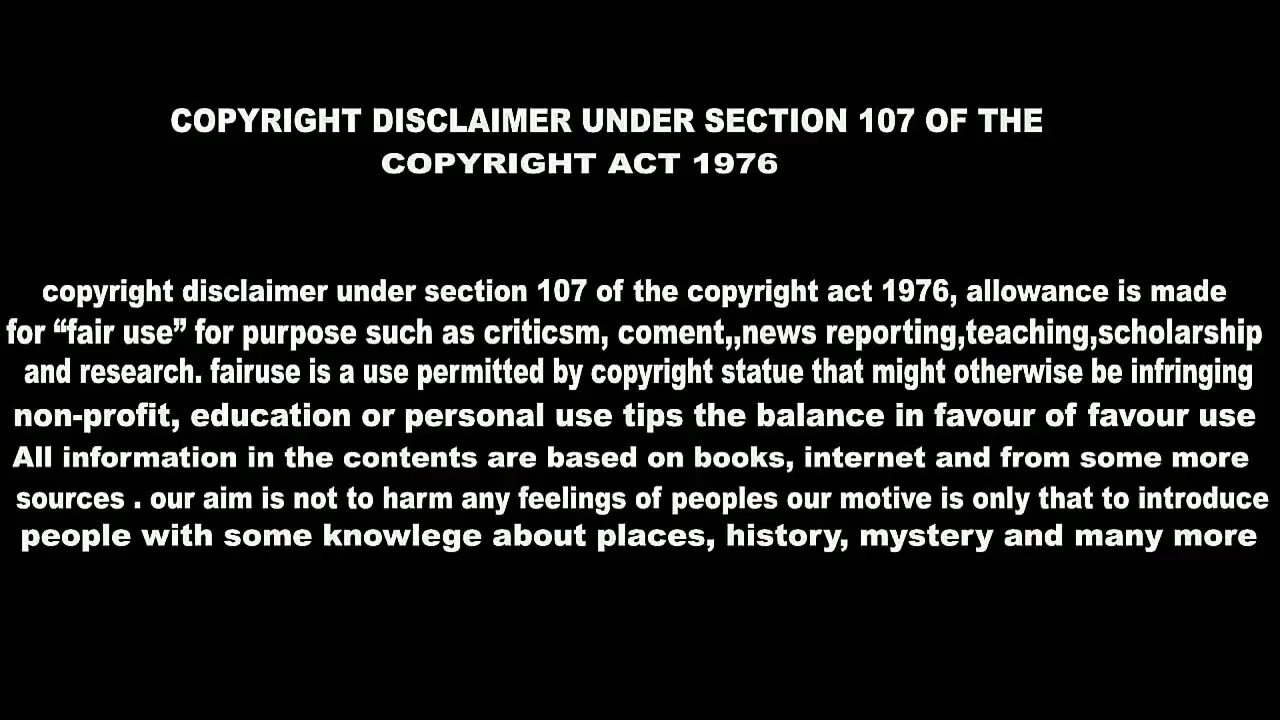 COPYRIGHT DISCLAIMER UNDER SECTION 107 OF THE
COPYRIGHT ACT 1976
copyright disclaimer under section 107 of the copyright act 1976, allowance is made
for “fair use” for purpose such as criticsm, coment,,news reporting,teaching,scholarship
and research. fairuse is a use permitted by copyright statue that might otherwise be infringing
non-profit, education or personal use tips the balance in favour of favour use
All information in the contents are based on books, internet and from some more
sources . our aim is not to harm any feelings of peoples our motive is only that to introduce
people with some knowlege about places, history, mystery and many more